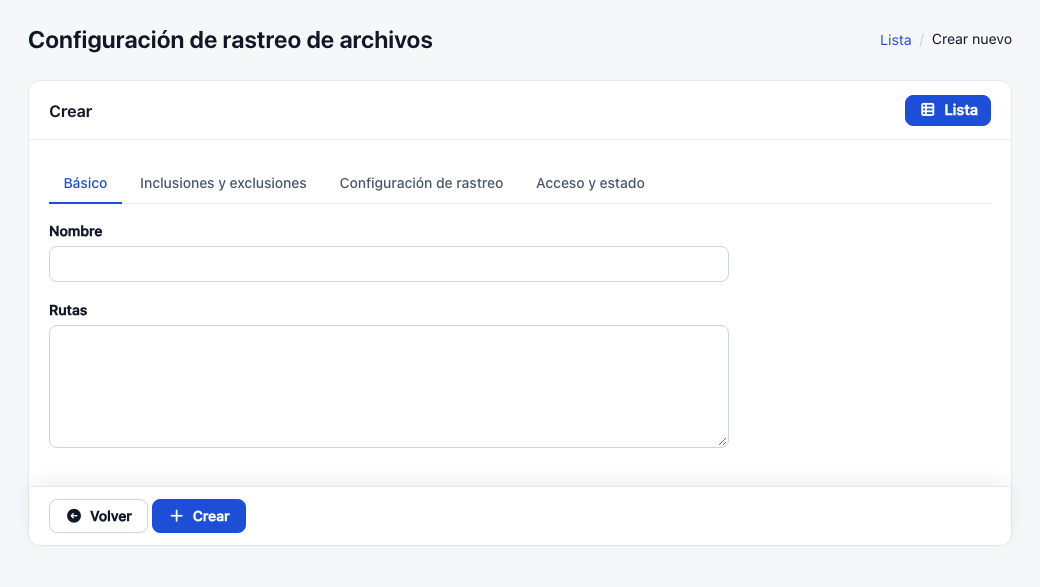 Configuración de rastreo de archivos
Lista / Crear nuevo
Crear
Lista
Básico Inclusiones y exclusiones Configuración de rastreo Acceso y estado
Nombre
Rutas
Volver Crear